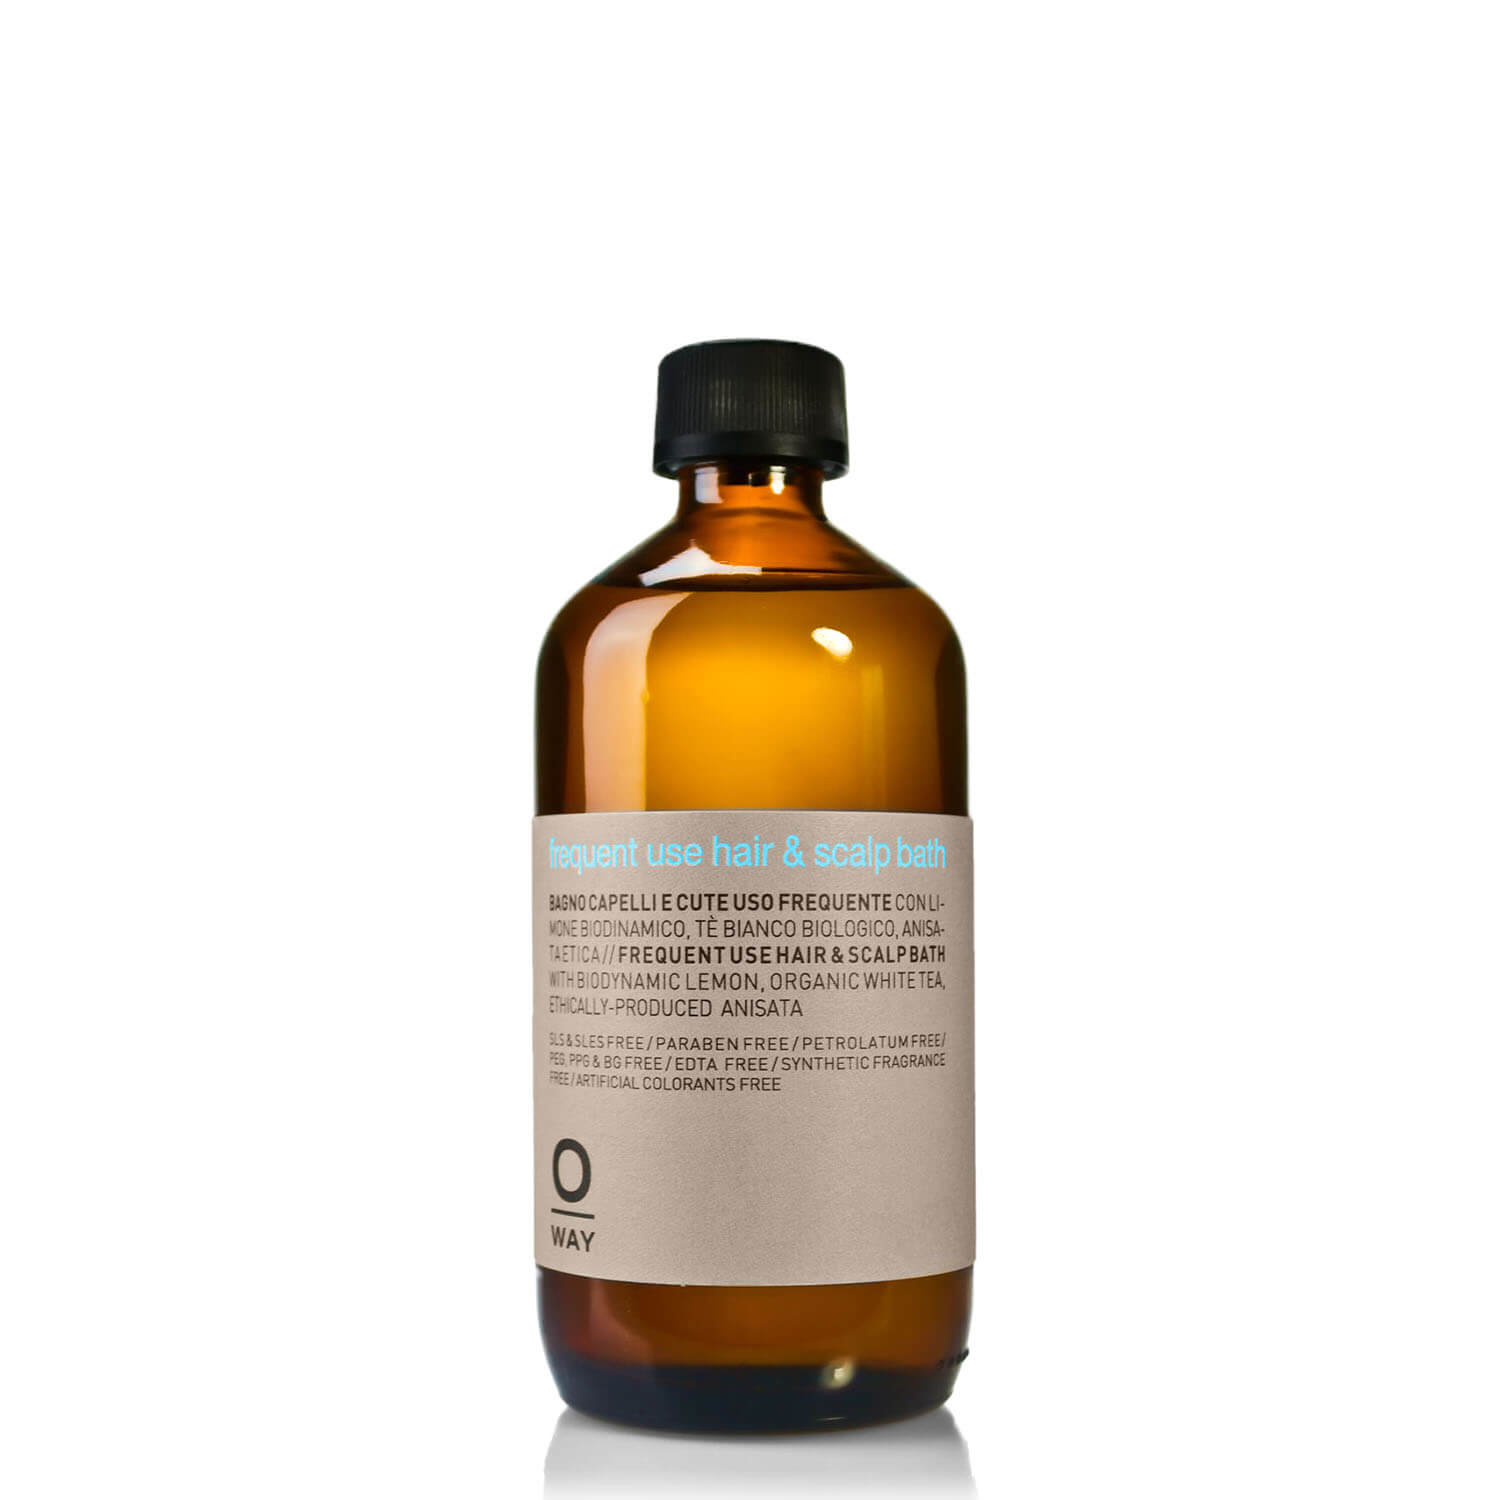 frequent use hair & scalp bath
BAGNO CAPELLI E CUTE USO FREQUENTE CON LI-
MONE BIODINAMICO, TÈ BIANCO BIOLOGICO, ANISA-
TA ETICA // FREQUENT USE HAIR & SCALP BATH
WITH BIODYNAMIC LEMON, ORGANIC WHITE TEA,
ETHICALLY-PRODUCED ANISATA
SLS & SLES FREE / PARABEN FREE / PETROLATUM FREE /
PEG, PPG & BG FREE / EDTA FREE / SYNTHETIC FRAGRANCE
FREE / ARTIFICIAL COLORANTS FREE
O
WAY